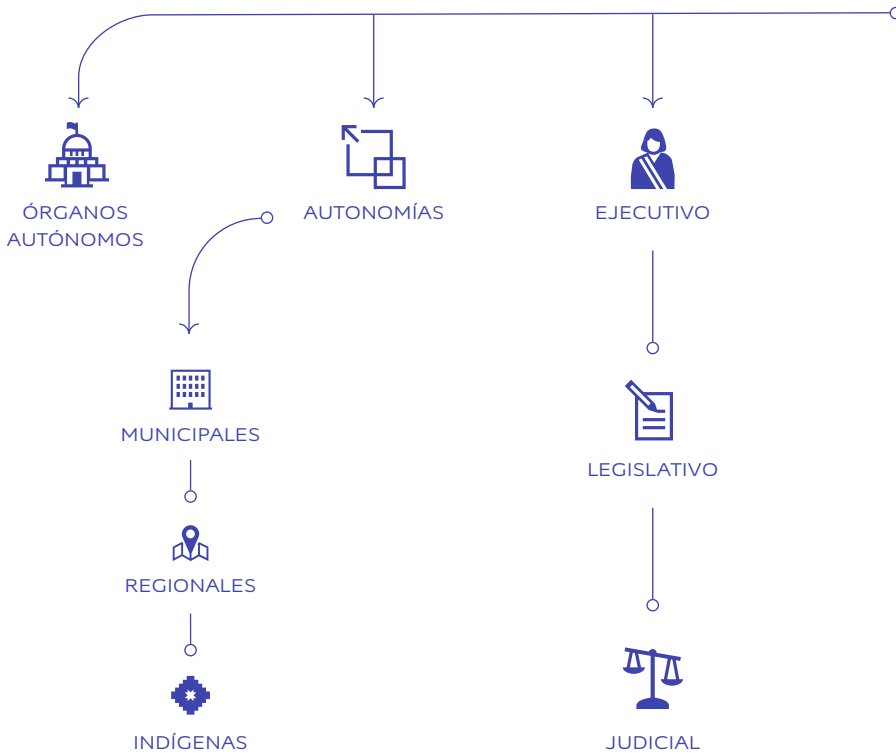 ÓRGANOS
AUTÓNOMOS
AUTONOMÍAS
EJECUTIVO
MUNICIPALES
LEGISLATIVO
REGIONALES
INDÍGENAS
JUDICIAL